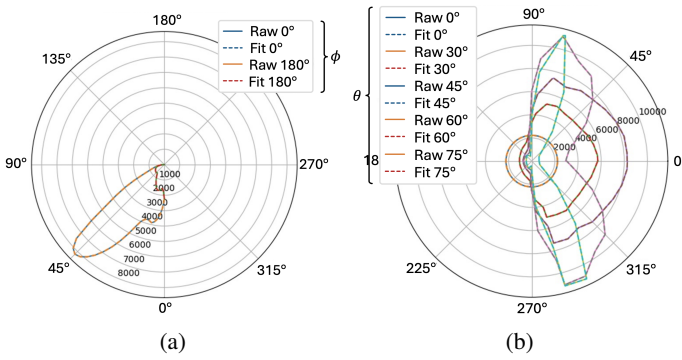 180°
Raw 0°
Fit 0°
Raw 180°
Fit 180°
ϕ
135°
90°
270°
1000
2000
3000
4000
5000
6000
7000
8000
45°
315°
0°
(a)
θ
Raw 0°
Fit 0°
Raw 30°
Fit 30°
Raw 45°
Fit 45°
Raw 60°
Fit 60°
Raw 75°
Fit 75°
90°
45°
10000
8000
6000
4000
2000
18
0
225°
315°
270°
(b)